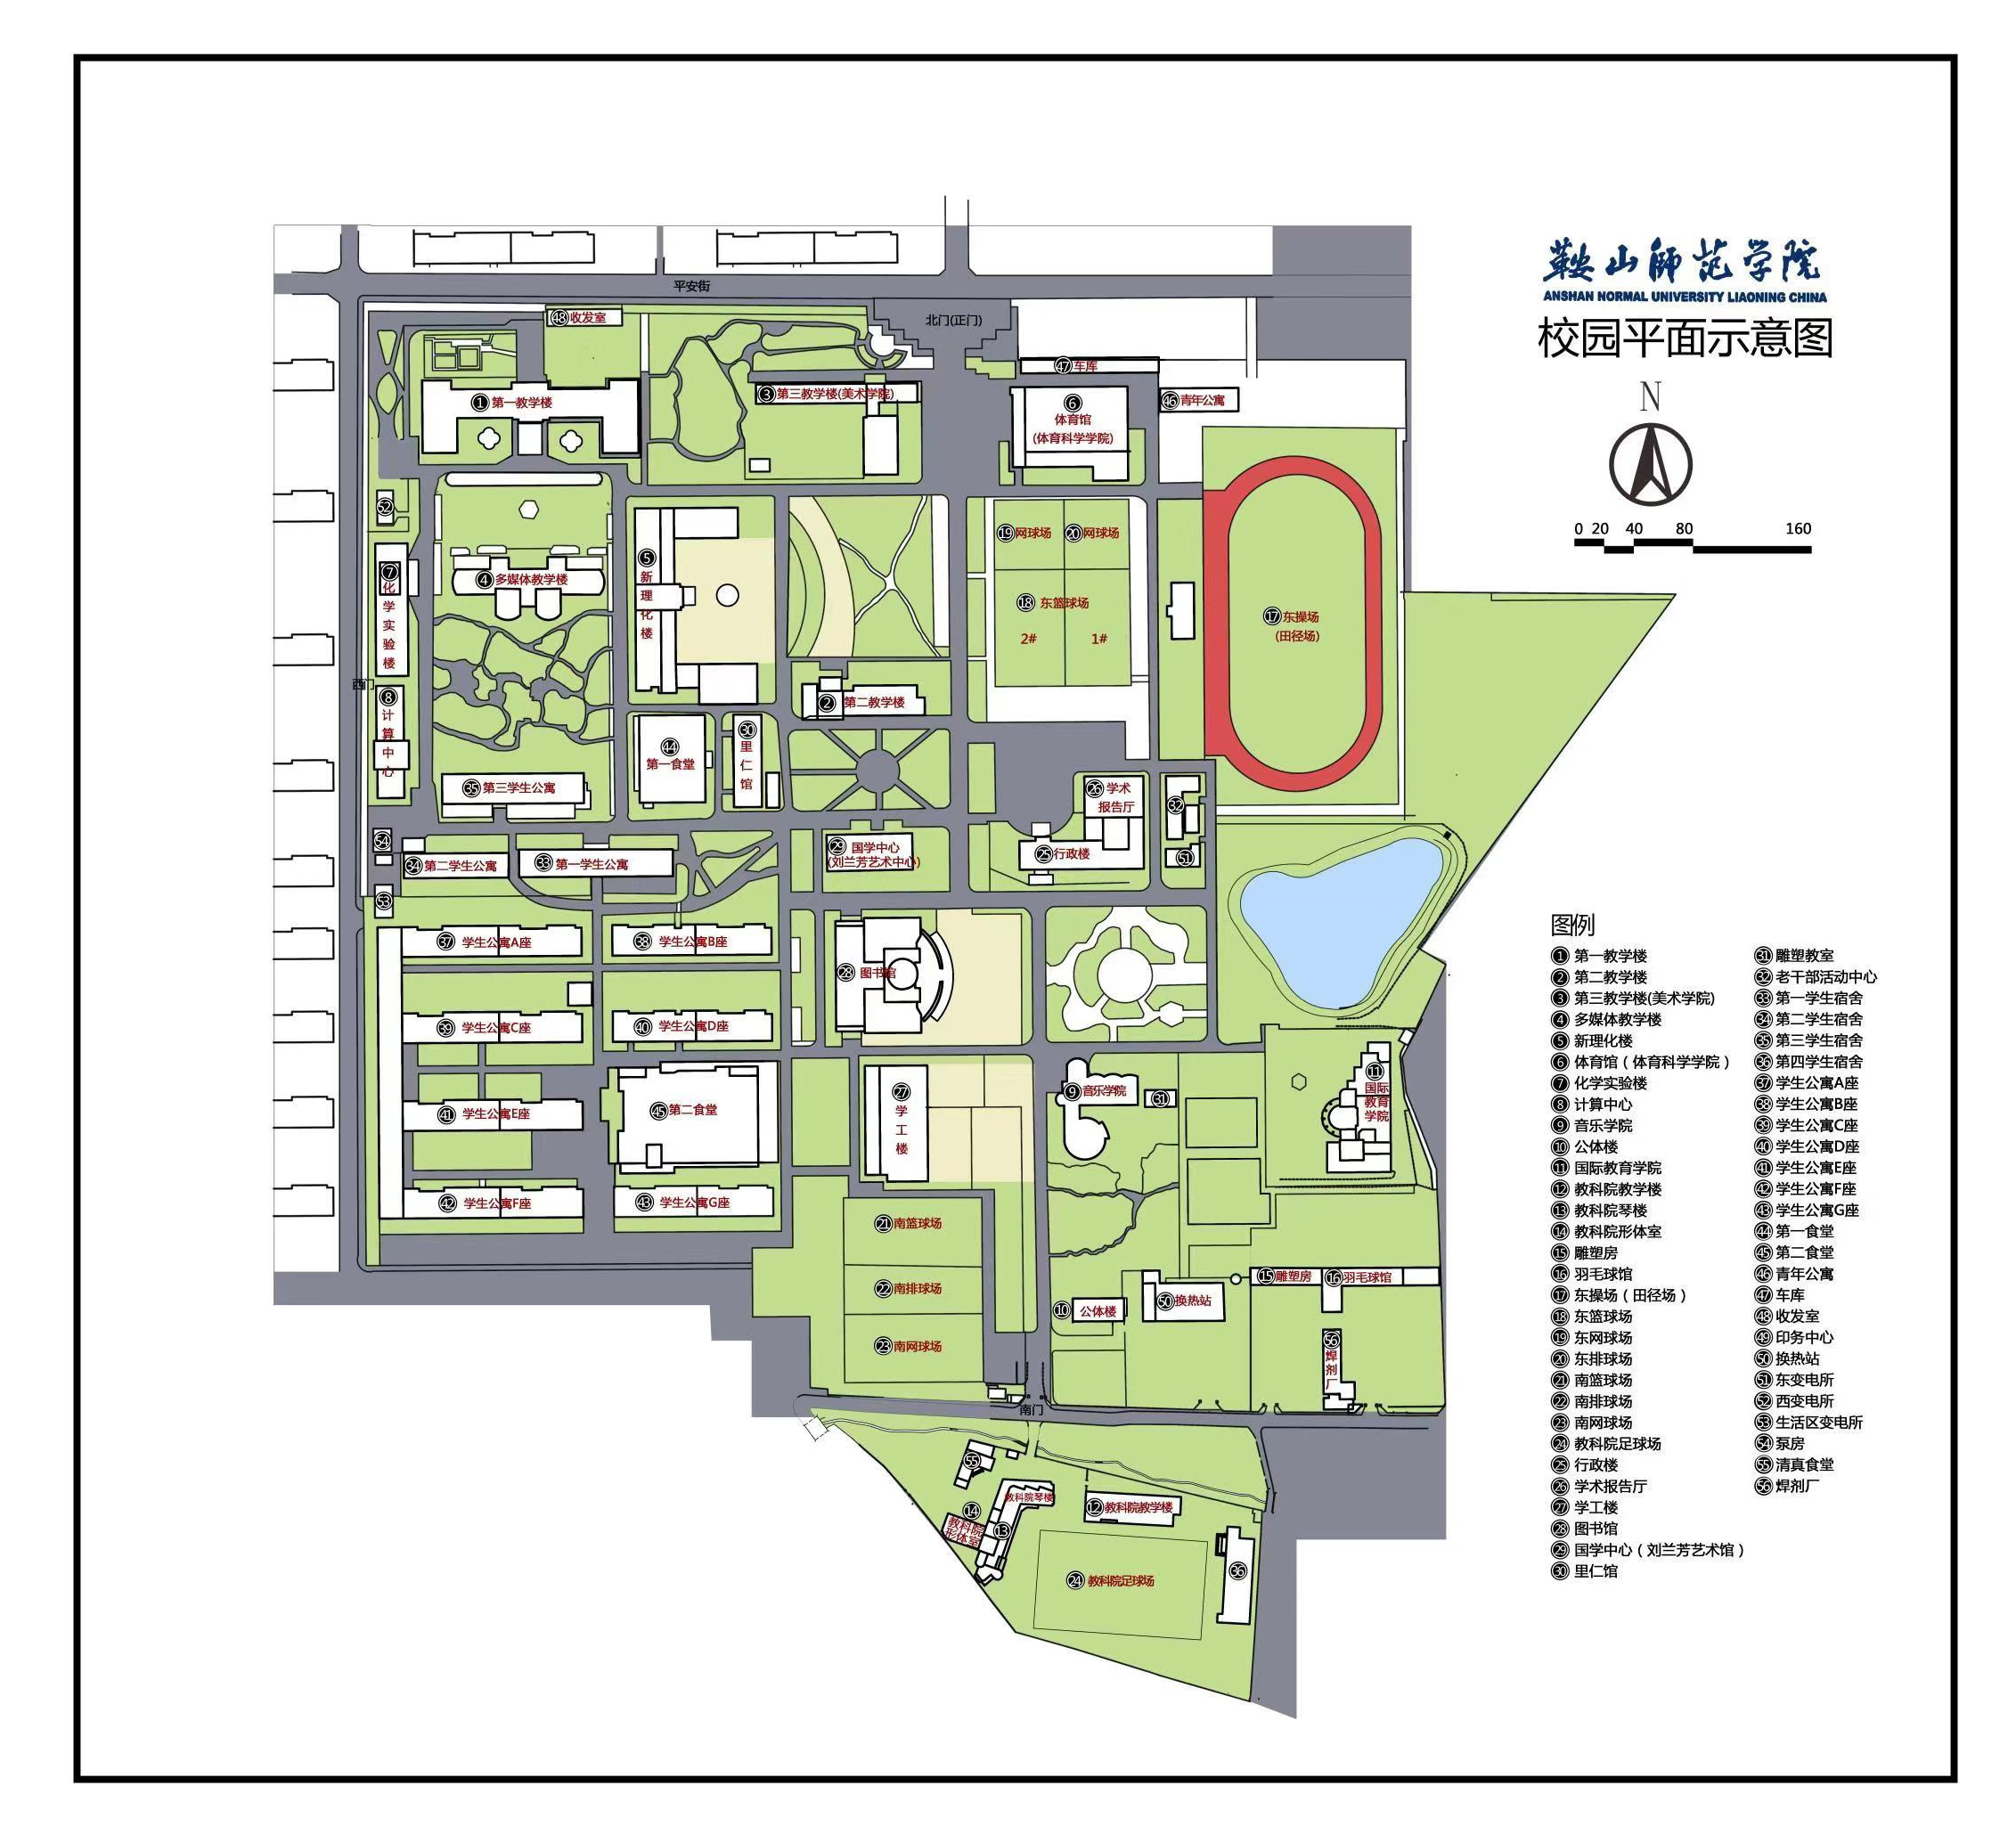 鞍山師范学院
ANSHAN NORMAL UNIVERSITY LIAONING CHINA
校园平面示意图
N
0 20 40 80 160
平安街
北门(正门)
48 收发室
47 车库
1 第一教学楼
3 第三教学楼(美术学院)
6
体育馆
(体育科学学院)
46 青年公寓
52
19 网球场
20 网球场
5
新理化楼
7
化学实验楼
4 多媒体教学楼
18 东篮球场
2# 1#
17 东操场
(田径场)
西门
8
计算中心
2 第二教学楼
44
第一食堂
30
里仁馆
35 第三学生公寓
26 学术
报告厅
32
54
34 第二学生公寓
33 第一学生公寓
29 国学中心
(刘兰芳艺术中心)
25 行政楼
51
53
37 学生公寓A座
38 学生公寓B座
28 图书馆
39 学生公寓C座
40 学生公寓D座
41 学生公寓E座
45 第二食堂
27
学工楼
9 音乐学院
31
11
国际
教育
学院
42 学生公寓F座
43 学生公寓G座
21 南篮球场
22 南排球场
23 南网球场
15 雕塑房
16 羽毛球馆
10 公体楼
50 换热站
56
焊剂厂
南门
55
教科院琴楼
13
14
教科院
形体室
12 教科院教学楼
24 教科院足球场
36
图例
1 第一教学楼
2 第二教学楼
3 第三教学楼(美术学院)
4 多媒体教学楼
5 新理化楼
6 体育馆（体育科学学院）
7 化学实验楼
8 计算中心
9 音乐学院
10 公体楼
11 国际教育学院
12 教科院教学楼
13 教科院琴楼
14 教科院形体室
15 雕塑房
16 羽毛球馆
17 东操场（田径场）
18 东篮球场
19 东网球场
20 东排球场
21 南篮球场
22 南排球场
23 南网球场
24 教科院足球场
25 行政楼
26 学术报告厅
27 学工楼
28 图书馆
29 国学中心（刘兰芳艺术馆）
30 里仁馆
31 雕塑教室
32 老干部活动中心
33 第一学生宿舍
34 第二学生宿舍
35 第三学生宿舍
36 第四学生宿舍
37 学生公寓A座
38 学生公寓B座
39 学生公寓C座
40 学生公寓D座
41 学生公寓E座
42 学生公寓F座
43 学生公寓G座
44 第一食堂
45 第二食堂
46 青年公寓
47 车库
48 收发室
49 印务中心
50 换热站
51 东变电所
52 西变电所
53 生活区变电所
54 泵房
55 清真食堂
56 焊剂厂